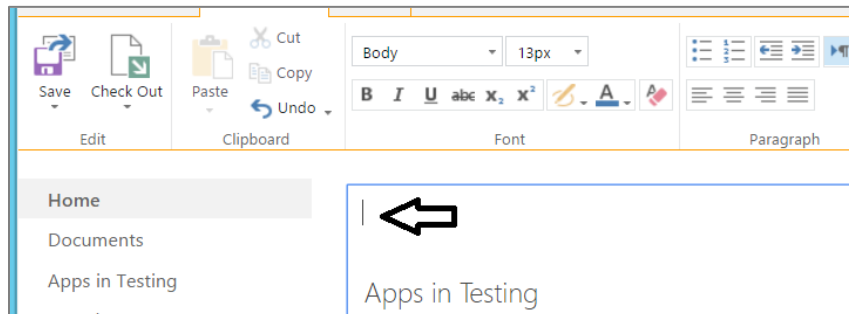 Cut
Copy
Save Check Out Paste Undo
Edit Clipboard
Body 13px
B I U abc x₂ x² A A
Font
Paragraph
Home
Documents
Apps in Testing
Apps in Testing